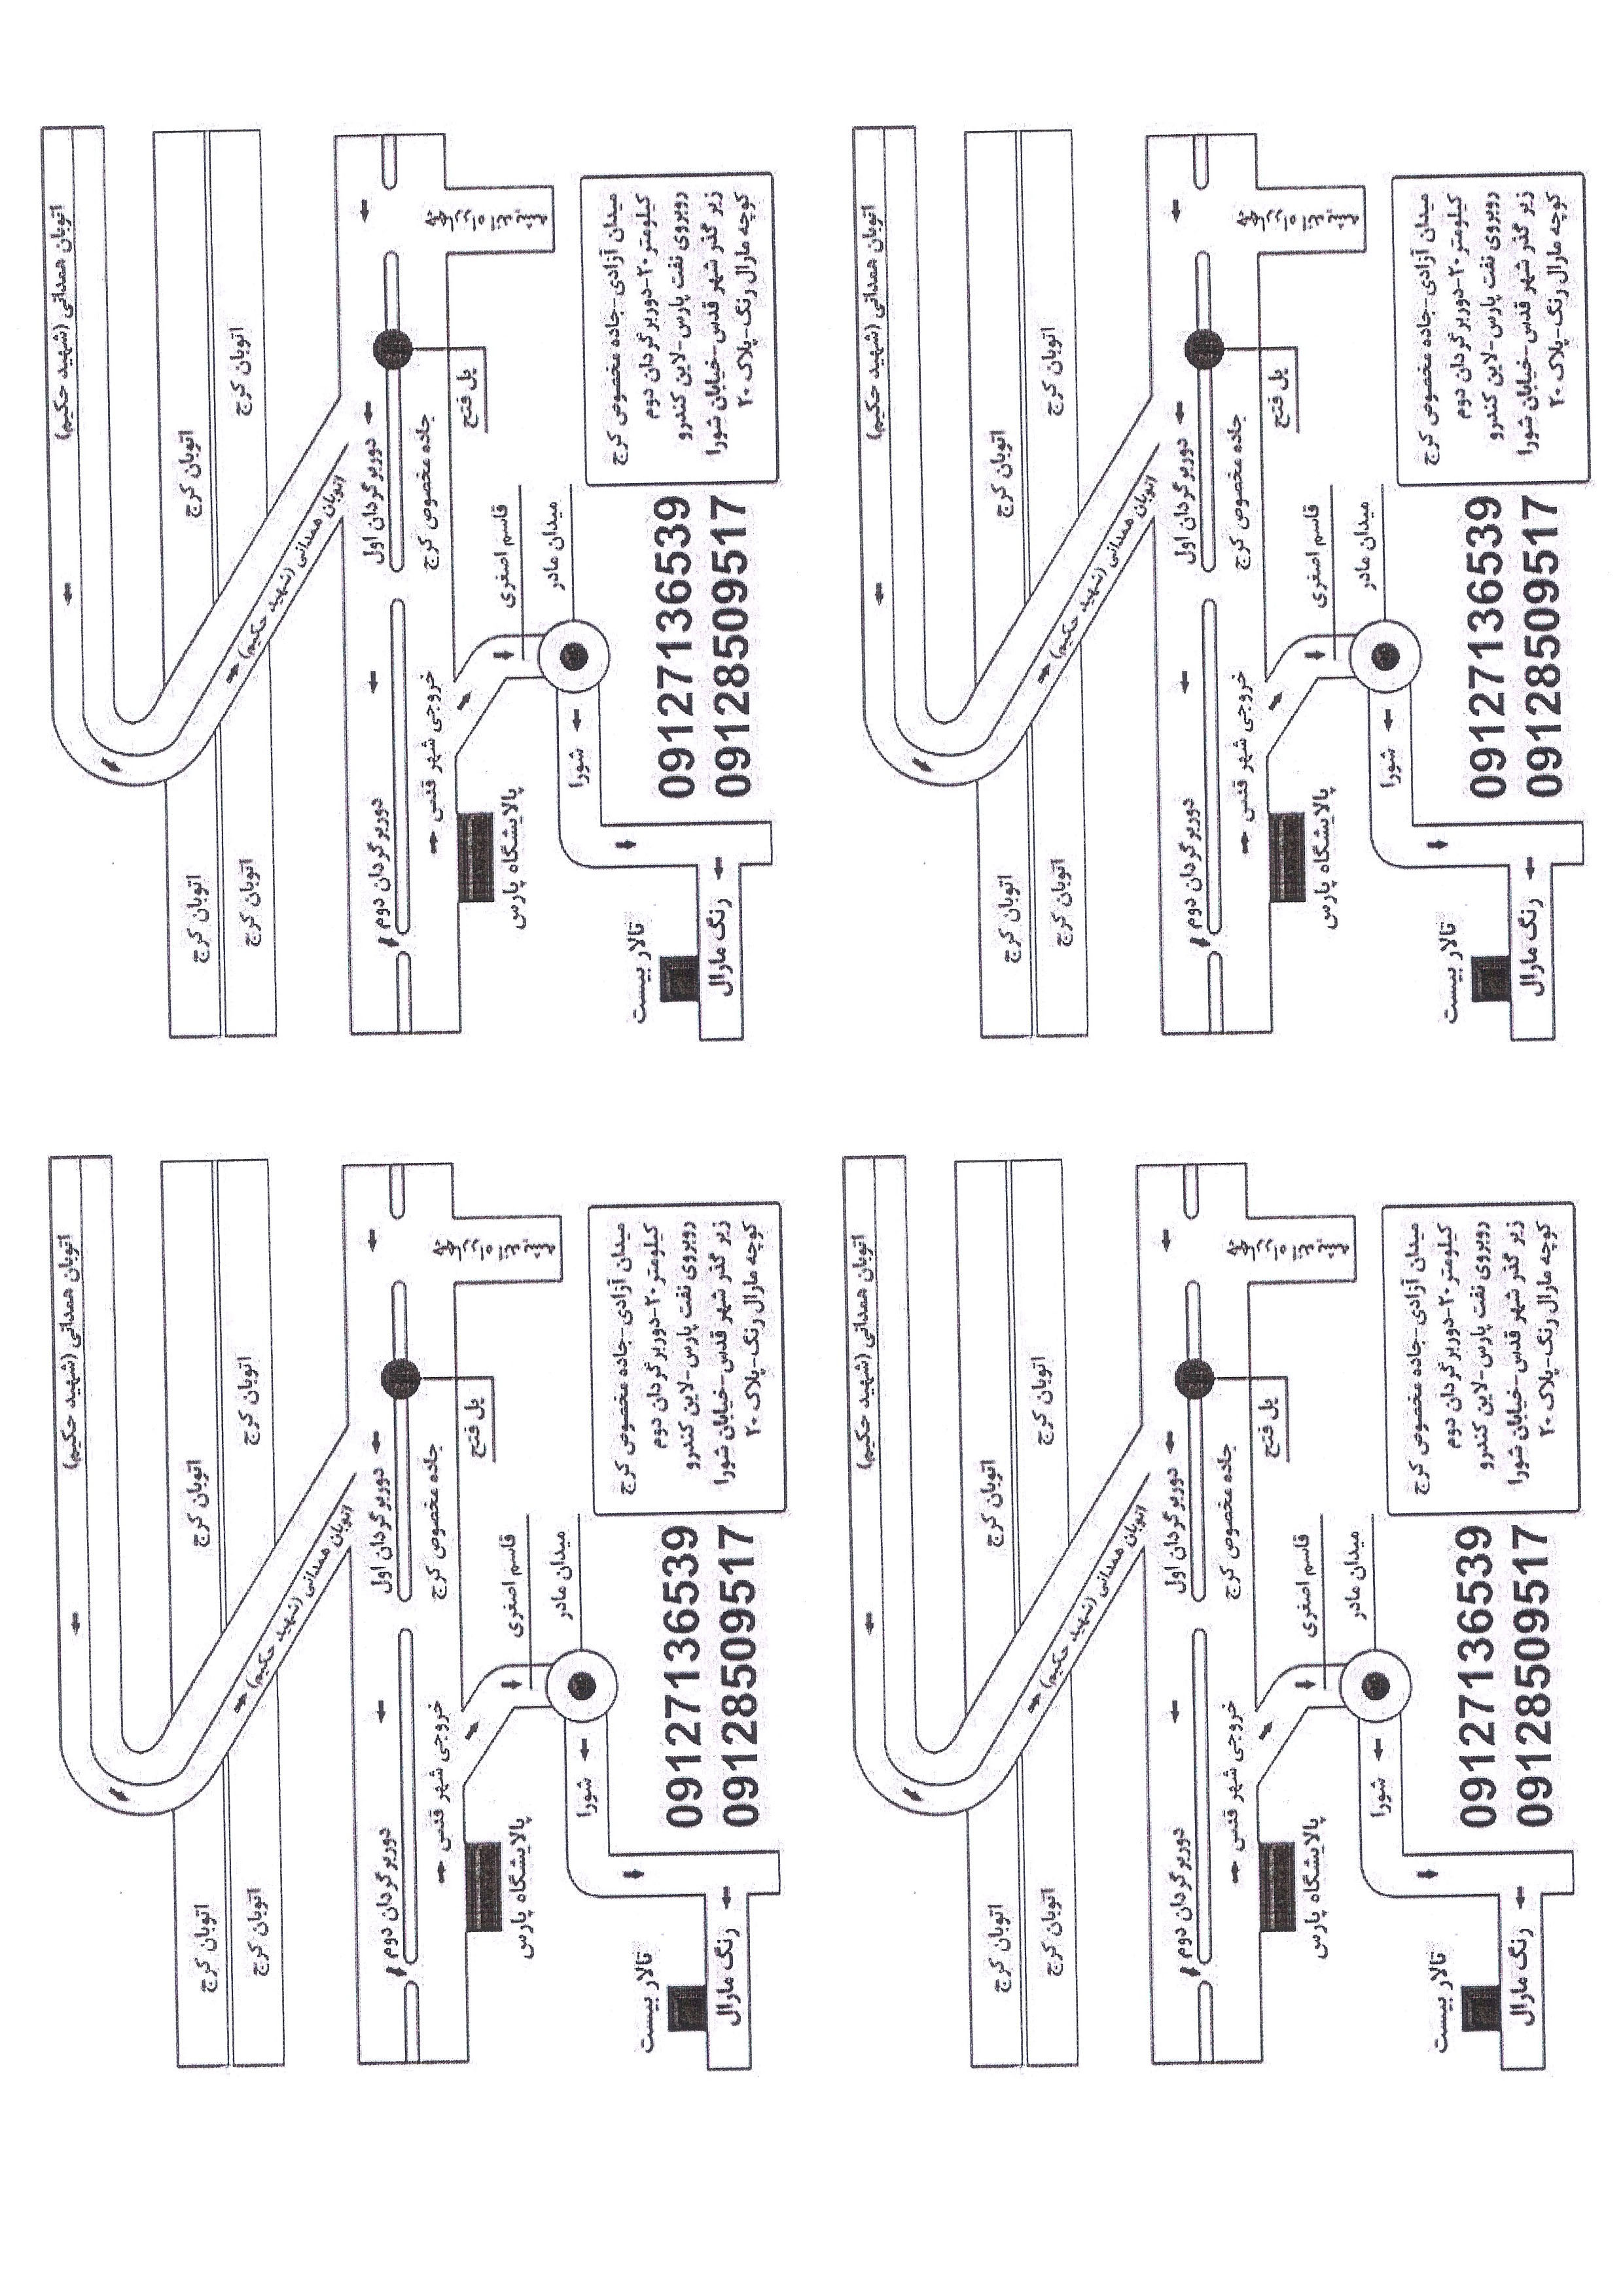 اتوبان همدانی (شهید حکیم)
اتوبان کرج
اتوبان کرج
اتوبان کرج
اتوبان کرج
اتوبان همدانی (شهید حکیم)
دوربرگردان اول
دوربرگردان دوم
جاده مخصوص کرج
خروجی شهر قدس
پل فتح
قاسم اصغری
پالایشگاه پارس
میدان مادر
شورا
میدان آزادی-جاده مخصوص کرج
کیلومتر ۲۰-دوربرگردان دوم
روبروی نفت پارس-لاین کندرو
زیر گذر شهر قدس-خیابان شورا
کوچه مارال رنگ-پلاک ۲۰
تالار بیست
رنگ مارال
09127136539
09128509517
اتوبان همدانی (شهید حکیم)
اتوبان کرج
اتوبان کرج
اتوبان کرج
اتوبان کرج
اتوبان همدانی (شهید حکیم)
دوربرگردان اول
دوربرگردان دوم
جاده مخصوص کرج
خروجی شهر قدس
پل فتح
قاسم اصغری
پالایشگاه پارس
میدان مادر
شورا
میدان آزادی-جاده مخصوص کرج
کیلومتر ۲۰-دوربرگردان دوم
روبروی نفت پارس-لاین کندرو
زیر گذر شهر قدس-خیابان شورا
کوچه مارال رنگ-پلاک ۲۰
تالار بیست
رنگ مارال
09127136539
09128509517
اتوبان همدانی (شهید حکیم)
اتوبان کرج
اتوبان کرج
اتوبان کرج
اتوبان کرج
اتوبان همدانی (شهید حکیم)
دوربرگردان اول
دوربرگردان دوم
جاده مخصوص کرج
خروجی شهر قدس
پل فتح
قاسم اصغری
پالایشگاه پارس
میدان مادر
شورا
میدان آزادی-جاده مخصوص کرج
کیلومتر ۲۰-دوربرگردان دوم
روبروی نفت پارس-لاین کندرو
زیر گذر شهر قدس-خیابان شورا
کوچه مارال رنگ-پلاک ۲۰
تالار بیست
رنگ مارال
09127136539
09128509517
اتوبان همدانی (شهید حکیم)
اتوبان کرج
اتوبان کرج
اتوبان کرج
اتوبان کرج
اتوبان همدانی (شهید حکیم)
دوربرگردان اول
دوربرگردان دوم
جاده مخصوص کرج
خروجی شهر قدس
پل فتح
قاسم اصغری
پالایشگاه پارس
میدان مادر
شورا
میدان آزادی-جاده مخصوص کرج
کیلومتر ۲۰-دوربرگردان دوم
روبروی نفت پارس-لاین کندرو
زیر گذر شهر قدس-خیابان شورا
کوچه مارال رنگ-پلاک ۲۰
تالار بیست
رنگ مارال
09127136539
09128509517